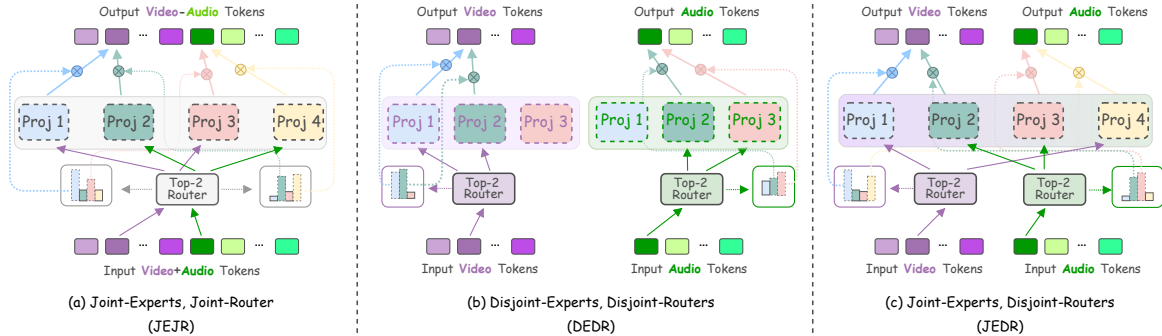 Output Video-Audio Tokens
...
...
Proj 1
Proj 2
Proj 3
Proj 4
Top-2
Router
...
...
Input Video+Audio Tokens
(a) Joint-Experts, Joint-Router
(JEJR)
Output Video Tokens
Output Audio Tokens
...
...
Proj 1
Proj 2
Proj 3
Proj 1
Proj 2
Proj 3
Top-2
Router
Top-2
Router
...
...
Input Video Tokens
Input Audio Tokens
(b) Disjoint-Experts, Disjoint-Routers
(DEDR)
Output Video Tokens
Output Audio Tokens
...
...
Proj 1
Proj 2
Proj 3
Proj 4
Top-2
Router
Top-2
Router
...
...
Input Video Tokens
Input Audio Tokens
(c) Joint-Experts, Disjoint-Routers
(JEDR)